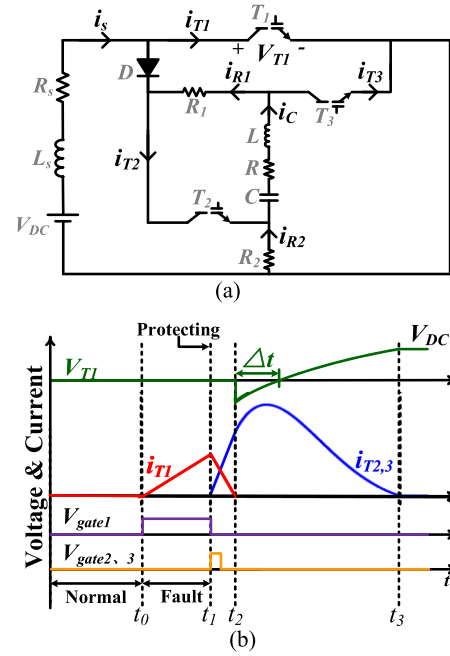 i_s i_T1 T_1
+ V_T1 -
R_s D i_R1 i_T3
R_1 i_C T_3
L
L_s i_T2 R
T_2 C
V_DC i_R2
R_2
(a)
Protecting
V_DC
V_T1 Δt
i_T1 i_T2,3
V_gate1
V_gate2、3
Voltage & Current
Normal Fault t
t_0 t_1 t_2 t_3
(b)